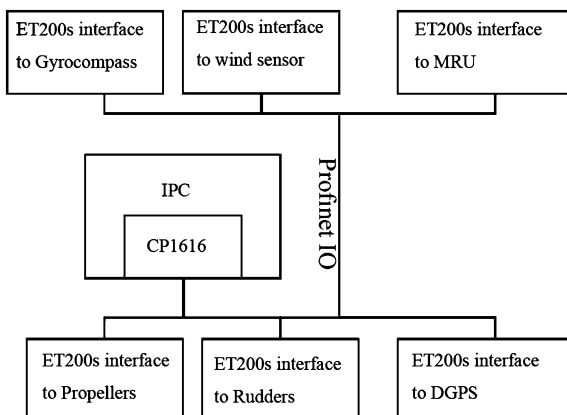 ET200s interface
to Gyrocompass
ET200s interface
to wind sensor
ET200s interface
to MRU
IPC
CP1616
Profinet IO
ET200s interface
to Propellers
ET200s interface
to Rudders
ET200s interface
to DGPS